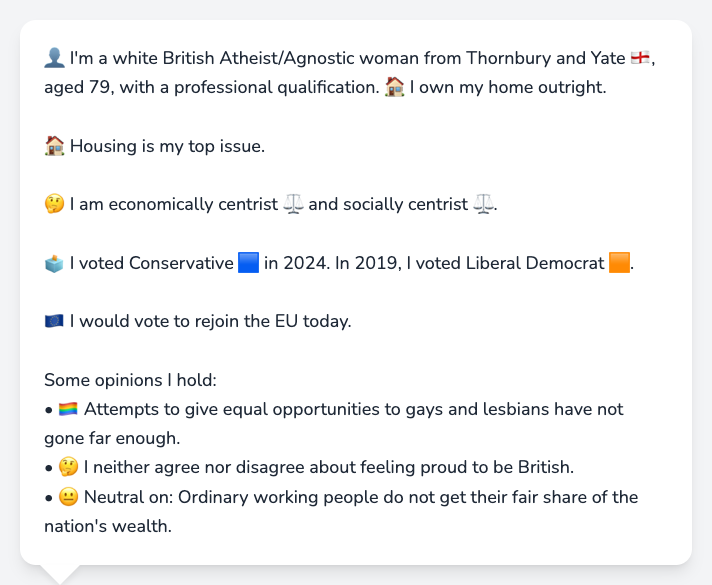 👤 I'm a white British Atheist/Agnostic woman from Thornbury and Yate 🏴󠁧󠁢󠁥󠁮󠁧󠁿,
aged 79, with a professional qualification. 🏠 I own my home outright.
🏠 Housing is my top issue.
🤔 I am economically centrist ⚖️ and socially centrist ⚖️.
🗳️ I voted Conservative 🟦 in 2024. In 2019, I voted Liberal Democrat 🟧.
🇪🇺 I would vote to rejoin the EU today.
Some opinions I hold:
• 🏳️‍🌈 Attempts to give equal opportunities to gays and lesbians have not
gone far enough.
• 🤔 I neither agree nor disagree about feeling proud to be British.
• 😐 Neutral on: Ordinary working people do not get their fair share of the
nation's wealth.